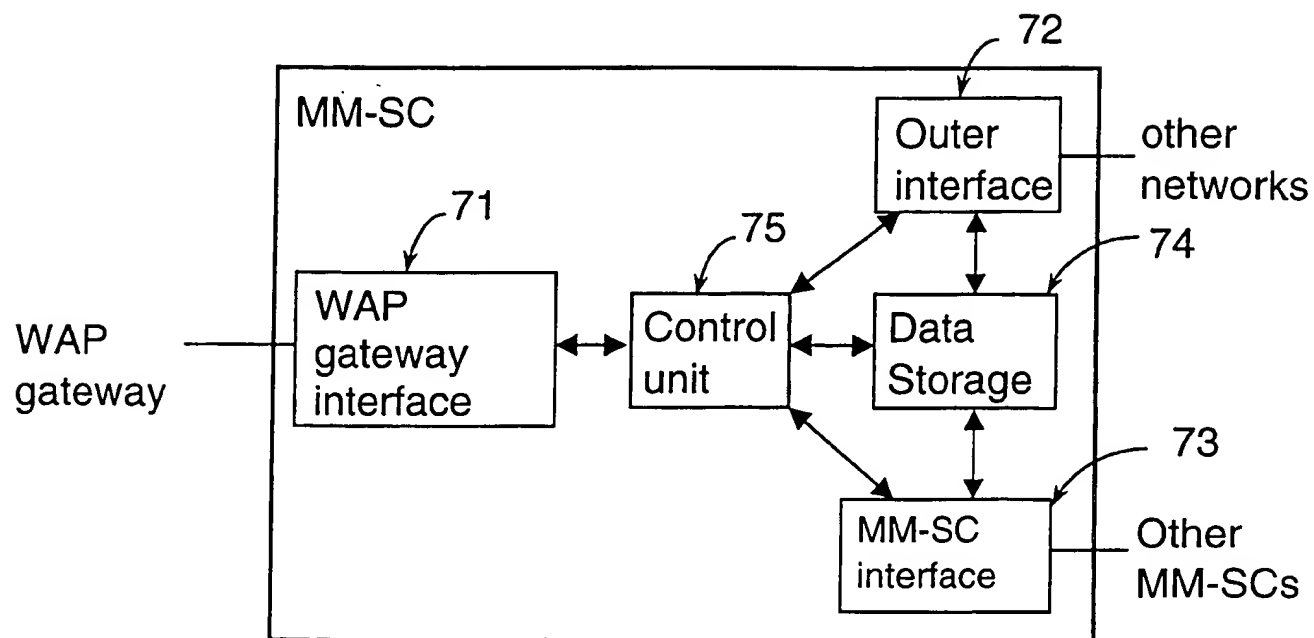 72
MM-SC
Outer
interface
other
networks
71
75
74
WAP
gateway
interface
Control
unit
Data
Storage
WAP
gateway
73
MM-SC
interface
Other
MM-SCs